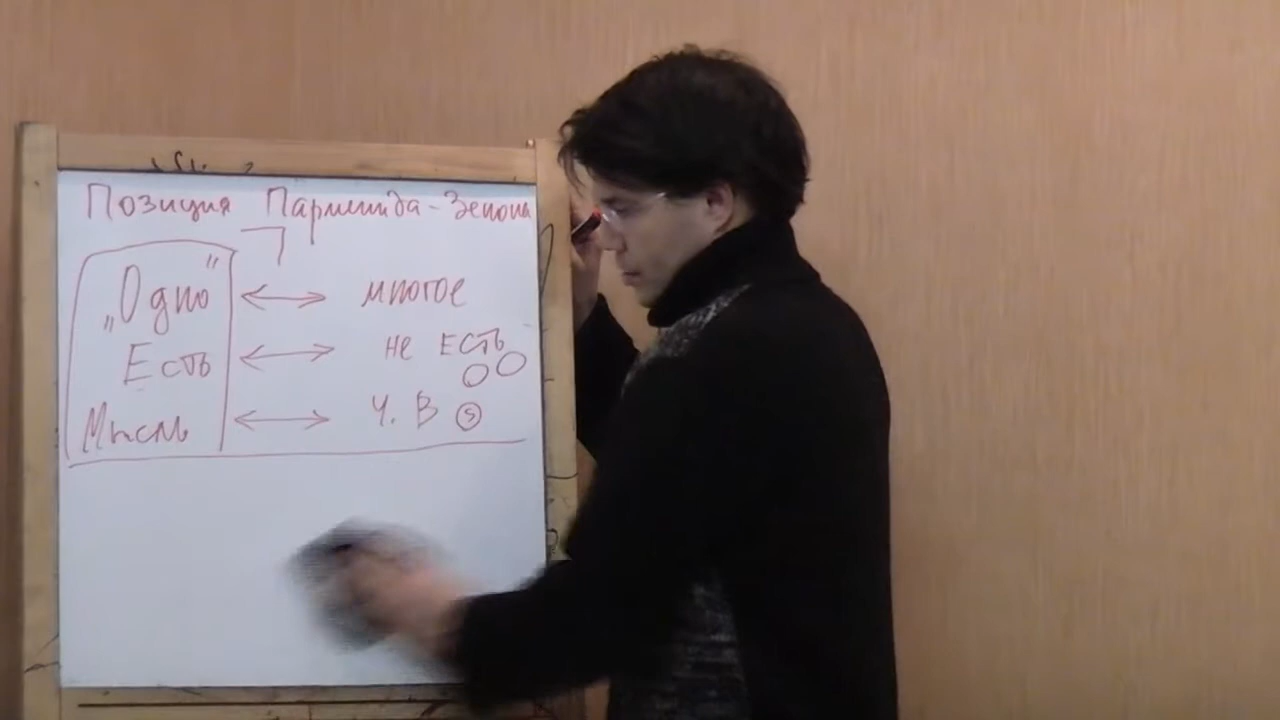 Позиция Парменида - Зенона
„Одно" ⟷ многое
Есть ⟷ не есть
Мысль ⟷ Ч. В Ⓢ